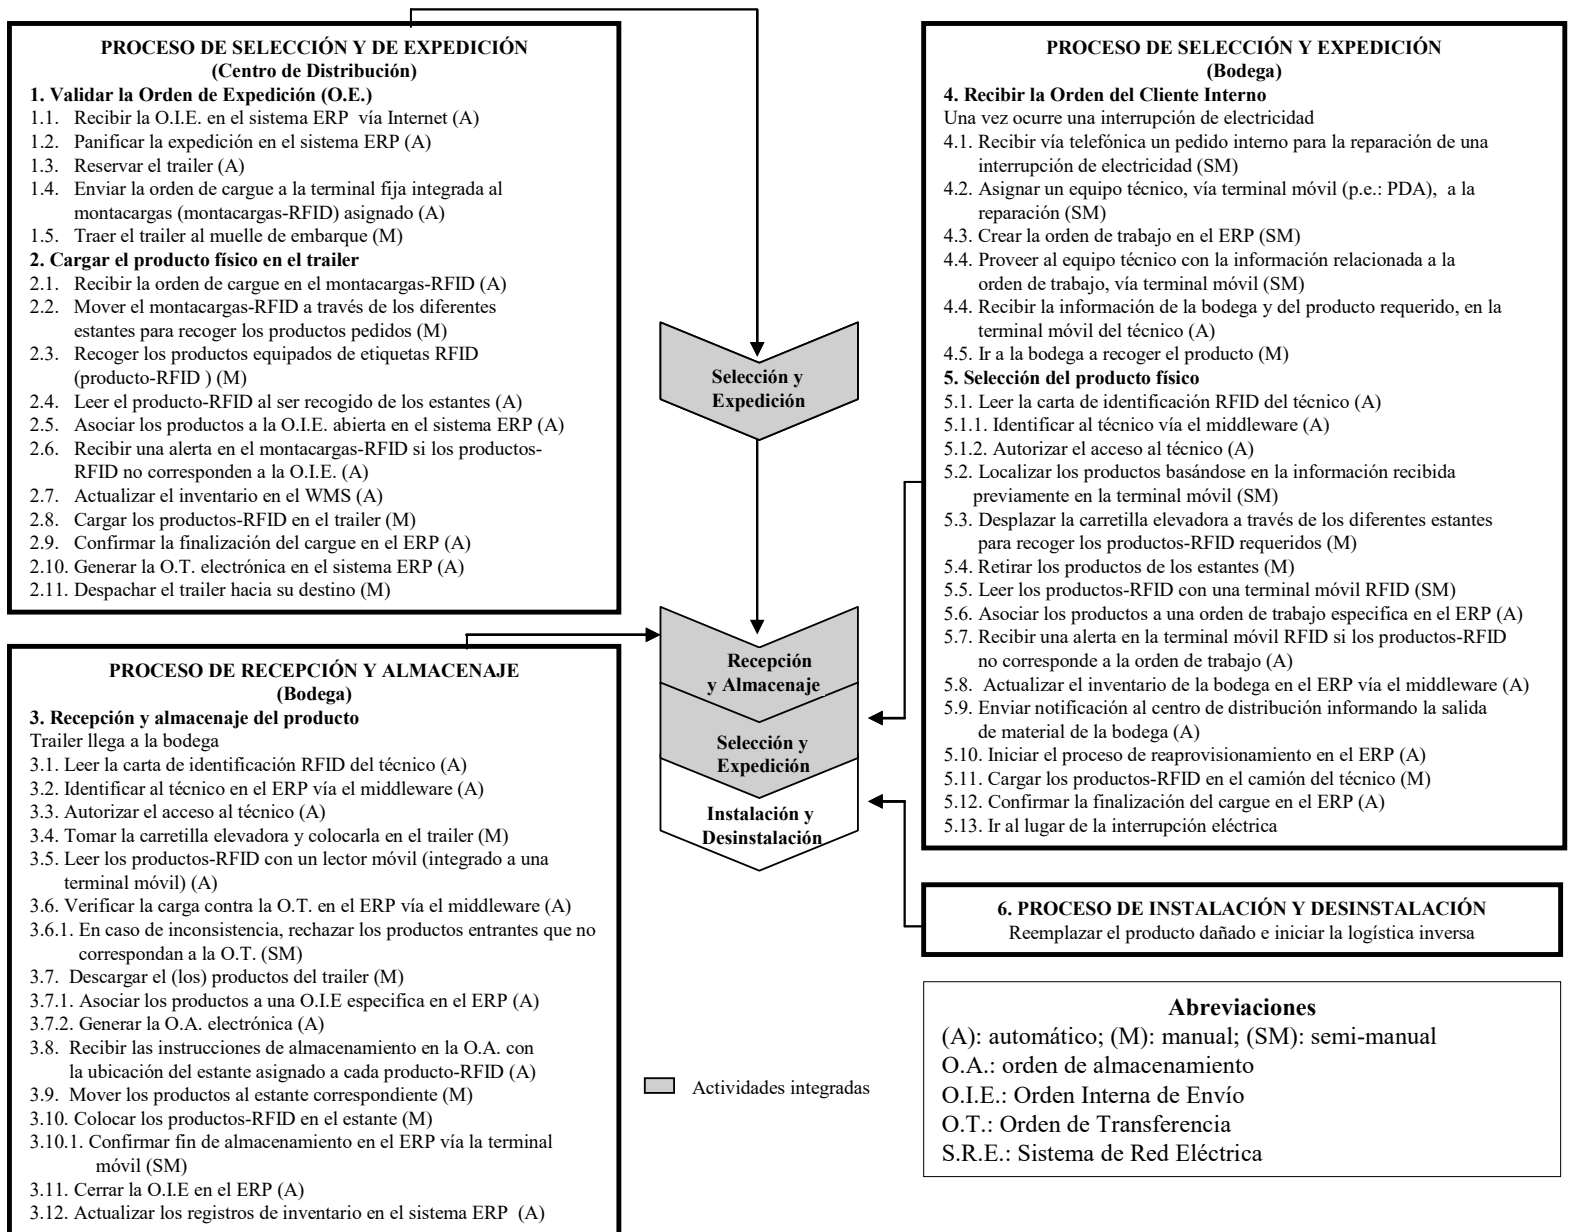 PROCESO DE SELECCIÓN Y DE EXPEDICIÓN
(Centro de Distribución)
1. Validar la Orden de Expedición (O.E.)
1.1. Recibir la O.I.E. en el sistema ERP vía Internet (A)
1.2. Panificar la expedición en el sistema ERP (A)
1.3. Reservar el trailer (A)
1.4. Enviar la orden de cargue a la terminal fija integrada al
montacargas (montacargas-RFID) asignado (A)
1.5. Traer el trailer al muelle de embarque (M)
2. Cargar el producto físico en el trailer
2.1. Recibir la orden de cargue en el montacargas-RFID (A)
2.2. Mover el montacargas-RFID a través de los diferentes
estantes para recoger los productos pedidos (M)
2.3. Recoger los productos equipados de etiquetas RFID
(producto-RFID ) (M)
2.4. Leer el producto-RFID al ser recogido de los estantes (A)
2.5. Asociar los productos a la O.I.E. abierta en el sistema ERP (A)
2.6. Recibir una alerta en el montacargas-RFID si los productos-
RFID no corresponden a la O.I.E. (A)
2.7. Actualizar el inventario en el WMS (A)
2.8. Cargar los productos-RFID en el trailer (M)
2.9. Confirmar la finalización del cargue en el ERP (A)
2.10. Generar la O.T. electrónica en el sistema ERP (A)
2.11. Despachar el trailer hacia su destino (M)
PROCESO DE RECEPCIÓN Y ALMACENAJE
(Bodega)
3. Recepción y almacenaje del producto
Trailer llega a la bodega
3.1. Leer la carta de identificación RFID del técnico (A)
3.2. Identificar al técnico en el ERP vía el middleware (A)
3.3. Autorizar el acceso al técnico (A)
3.4. Tomar la carretilla elevadora y colocarla en el trailer (M)
3.5. Leer los productos-RFID con un lector móvil (integrado a una
terminal móvil) (A)
3.6. Verificar la carga contra la O.T. en el ERP vía el middleware (A)
3.6.1. En caso de inconsistencia, rechazar los productos entrantes que no
correspondan a la O.T. (SM)
3.7. Descargar el (los) productos del trailer (M)
3.7.1. Asociar los productos a una O.I.E especifica en el ERP (A)
3.7.2. Generar la O.A. electrónica (A)
3.8. Recibir las instrucciones de almacenamiento en la O.A. con
la ubicación del estante asignado a cada producto-RFID (A)
3.9. Mover los productos al estante correspondiente (M)
3.10. Colocar los productos-RFID en el estante (M)
3.10.1. Confirmar fin de almacenamiento en el ERP vía la terminal
móvil (SM)
3.11. Cerrar la O.I.E en el ERP (A)
3.12. Actualizar los registros de inventario en el sistema ERP (A)
Selección y
Expedición
Recepción
y Almacenaje
Selección y
Expedición
Instalación y
Desinstalación
Actividades integradas
PROCESO DE SELECCIÓN Y EXPEDICIÓN
(Bodega)
4. Recibir la Orden del Cliente Interno
Una vez ocurre una interrupción de electricidad
4.1. Recibir vía telefónica un pedido interno para la reparación de una
interrupción de electricidad (SM)
4.2. Asignar un equipo técnico, vía terminal móvil (p.e.: PDA), a la
reparación (SM)
4.3. Crear la orden de trabajo en el ERP (SM)
4.4. Proveer al equipo técnico con la información relacionada a la
orden de trabajo, vía terminal móvil (SM)
4.4. Recibir la información de la bodega y del producto requerido, en la
terminal móvil del técnico (A)
4.5. Ir a la bodega a recoger el producto (M)
5. Selección del producto físico
5.1. Leer la carta de identificación RFID del técnico (A)
5.1.1. Identificar al técnico vía el middleware (A)
5.1.2. Autorizar el acceso al técnico (A)
5.2. Localizar los productos basándose en la información recibida
previamente en la terminal móvil (SM)
5.3. Desplazar la carretilla elevadora a través de los diferentes estantes
para recoger los productos-RFID requeridos (M)
5.4. Retirar los productos de los estantes (M)
5.5. Leer los productos-RFID con una terminal móvil RFID (SM)
5.6. Asociar los productos a una orden de trabajo especifica en el ERP (A)
5.7. Recibir una alerta en la terminal móvil RFID si los productos-RFID
no corresponde a la orden de trabajo (A)
5.8. Actualizar el inventario de la bodega en el ERP vía el middleware (A)
5.9. Enviar notificación al centro de distribución informando la salida
de material de la bodega (A)
5.10. Iniciar el proceso de reaprovisionamiento en el ERP (A)
5.11. Cargar los productos-RFID en el camión del técnico (M)
5.12. Confirmar la finalización del cargue en el ERP (A)
5.13. Ir al lugar de la interrupción eléctrica
6. PROCESO DE INSTALACIÓN Y DESINSTALACIÓN
Reemplazar el producto dañado e iniciar la logística inversa
Abreviaciones
(A): automático; (M): manual; (SM): semi-manual
O.A.: orden de almacenamiento
O.I.E.: Orden Interna de Envío
O.T.: Orden de Transferencia
S.R.E.: Sistema de Red Eléctrica